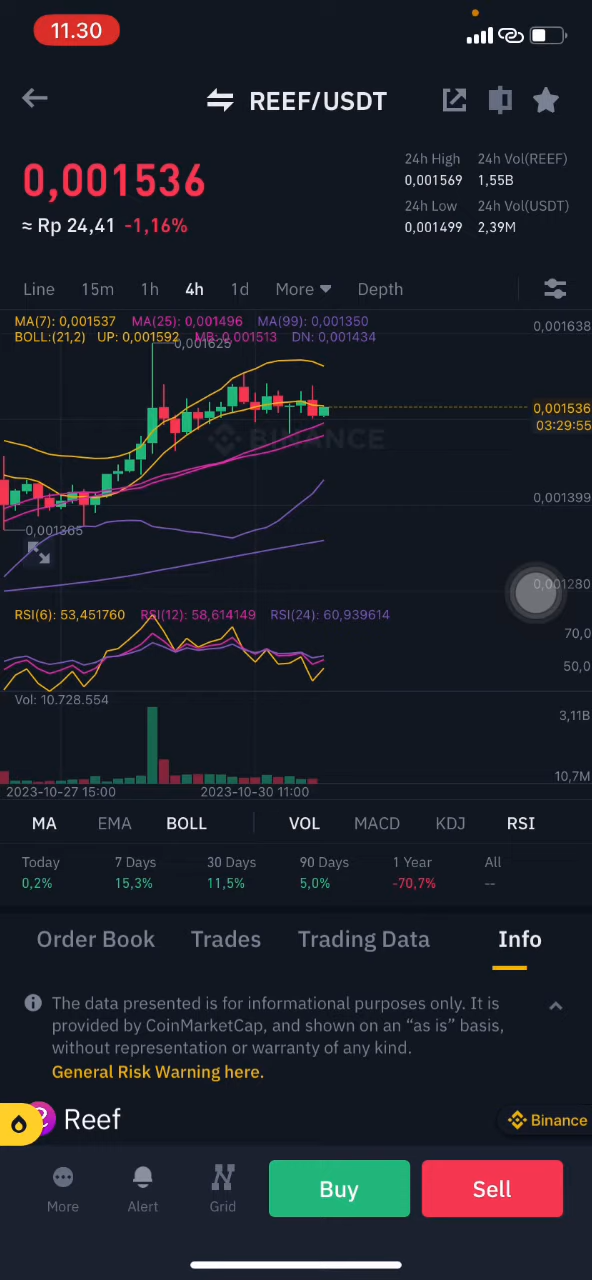 11.30
REEF/USDT
0,001536
≈ Rp 24,41 -1,16%
24h High 24h Vol(REEF)
0,001569 1,55B
24h Low 24h Vol(USDT)
0,001499 2,39M
Line 15m 1h 4h 1d More Depth
MA(7): 0,001537 MA(25): 0,001496 MA(99): 0,001350
BOLL:(21,2) UP: 0,001592 MB: 0,001513 DN: 0,001434
0,001638
0,001625
0,001536
03:29:55
BINANCE
0,001399
0,001365
0,001280
RSI(6): 53,451760 RSI(12): 58,614149 RSI(24): 60,939614
70,0
50,0
Vol: 10.728.554
3,11B
10,7M
2023-10-27 15:00 2023-10-30 11:00
MA EMA BOLL VOL MACD KDJ RSI
Today 7 Days 30 Days 90 Days 1 Year All
0,2% 15,3% 11,5% 5,0% -70,7% --
Order Book Trades Trading Data Info
The data presented is for informational purposes only. It is
provided by CoinMarketCap, and shown on an “as is” basis,
without representation or warranty of any kind.
General Risk Warning here.
Reef
Binance
More Alert Grid Buy Sell